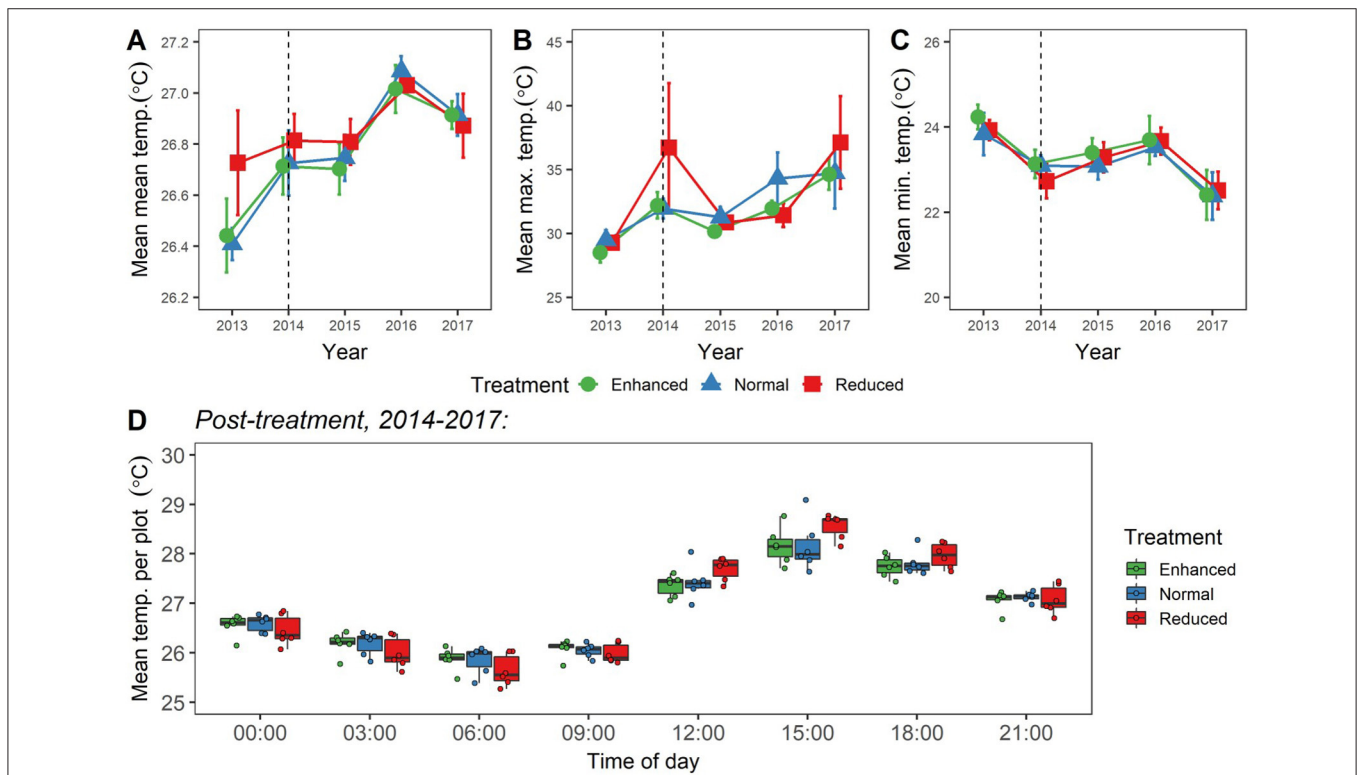 A
B
C
27.2
27.0
26.8
26.6
26.4
26.2
Mean mean temp.(°C)
2013 2014 2015 2016 2017
Year
45
40
35
30
25
Mean max. temp.(°C)
2013 2014 2015 2016 2017
Year
26
24
22
20
Mean min. temp.(°C)
2013 2014 2015 2016 2017
Year
Treatment Enhanced Normal Reduced
D Post-treatment, 2014-2017:
30
29
28
27
26
25
Mean temp. per plot (°C)
00:00 03:00 06:00 09:00 12:00 15:00 18:00 21:00
Time of day
Treatment
Enhanced
Normal
Reduced